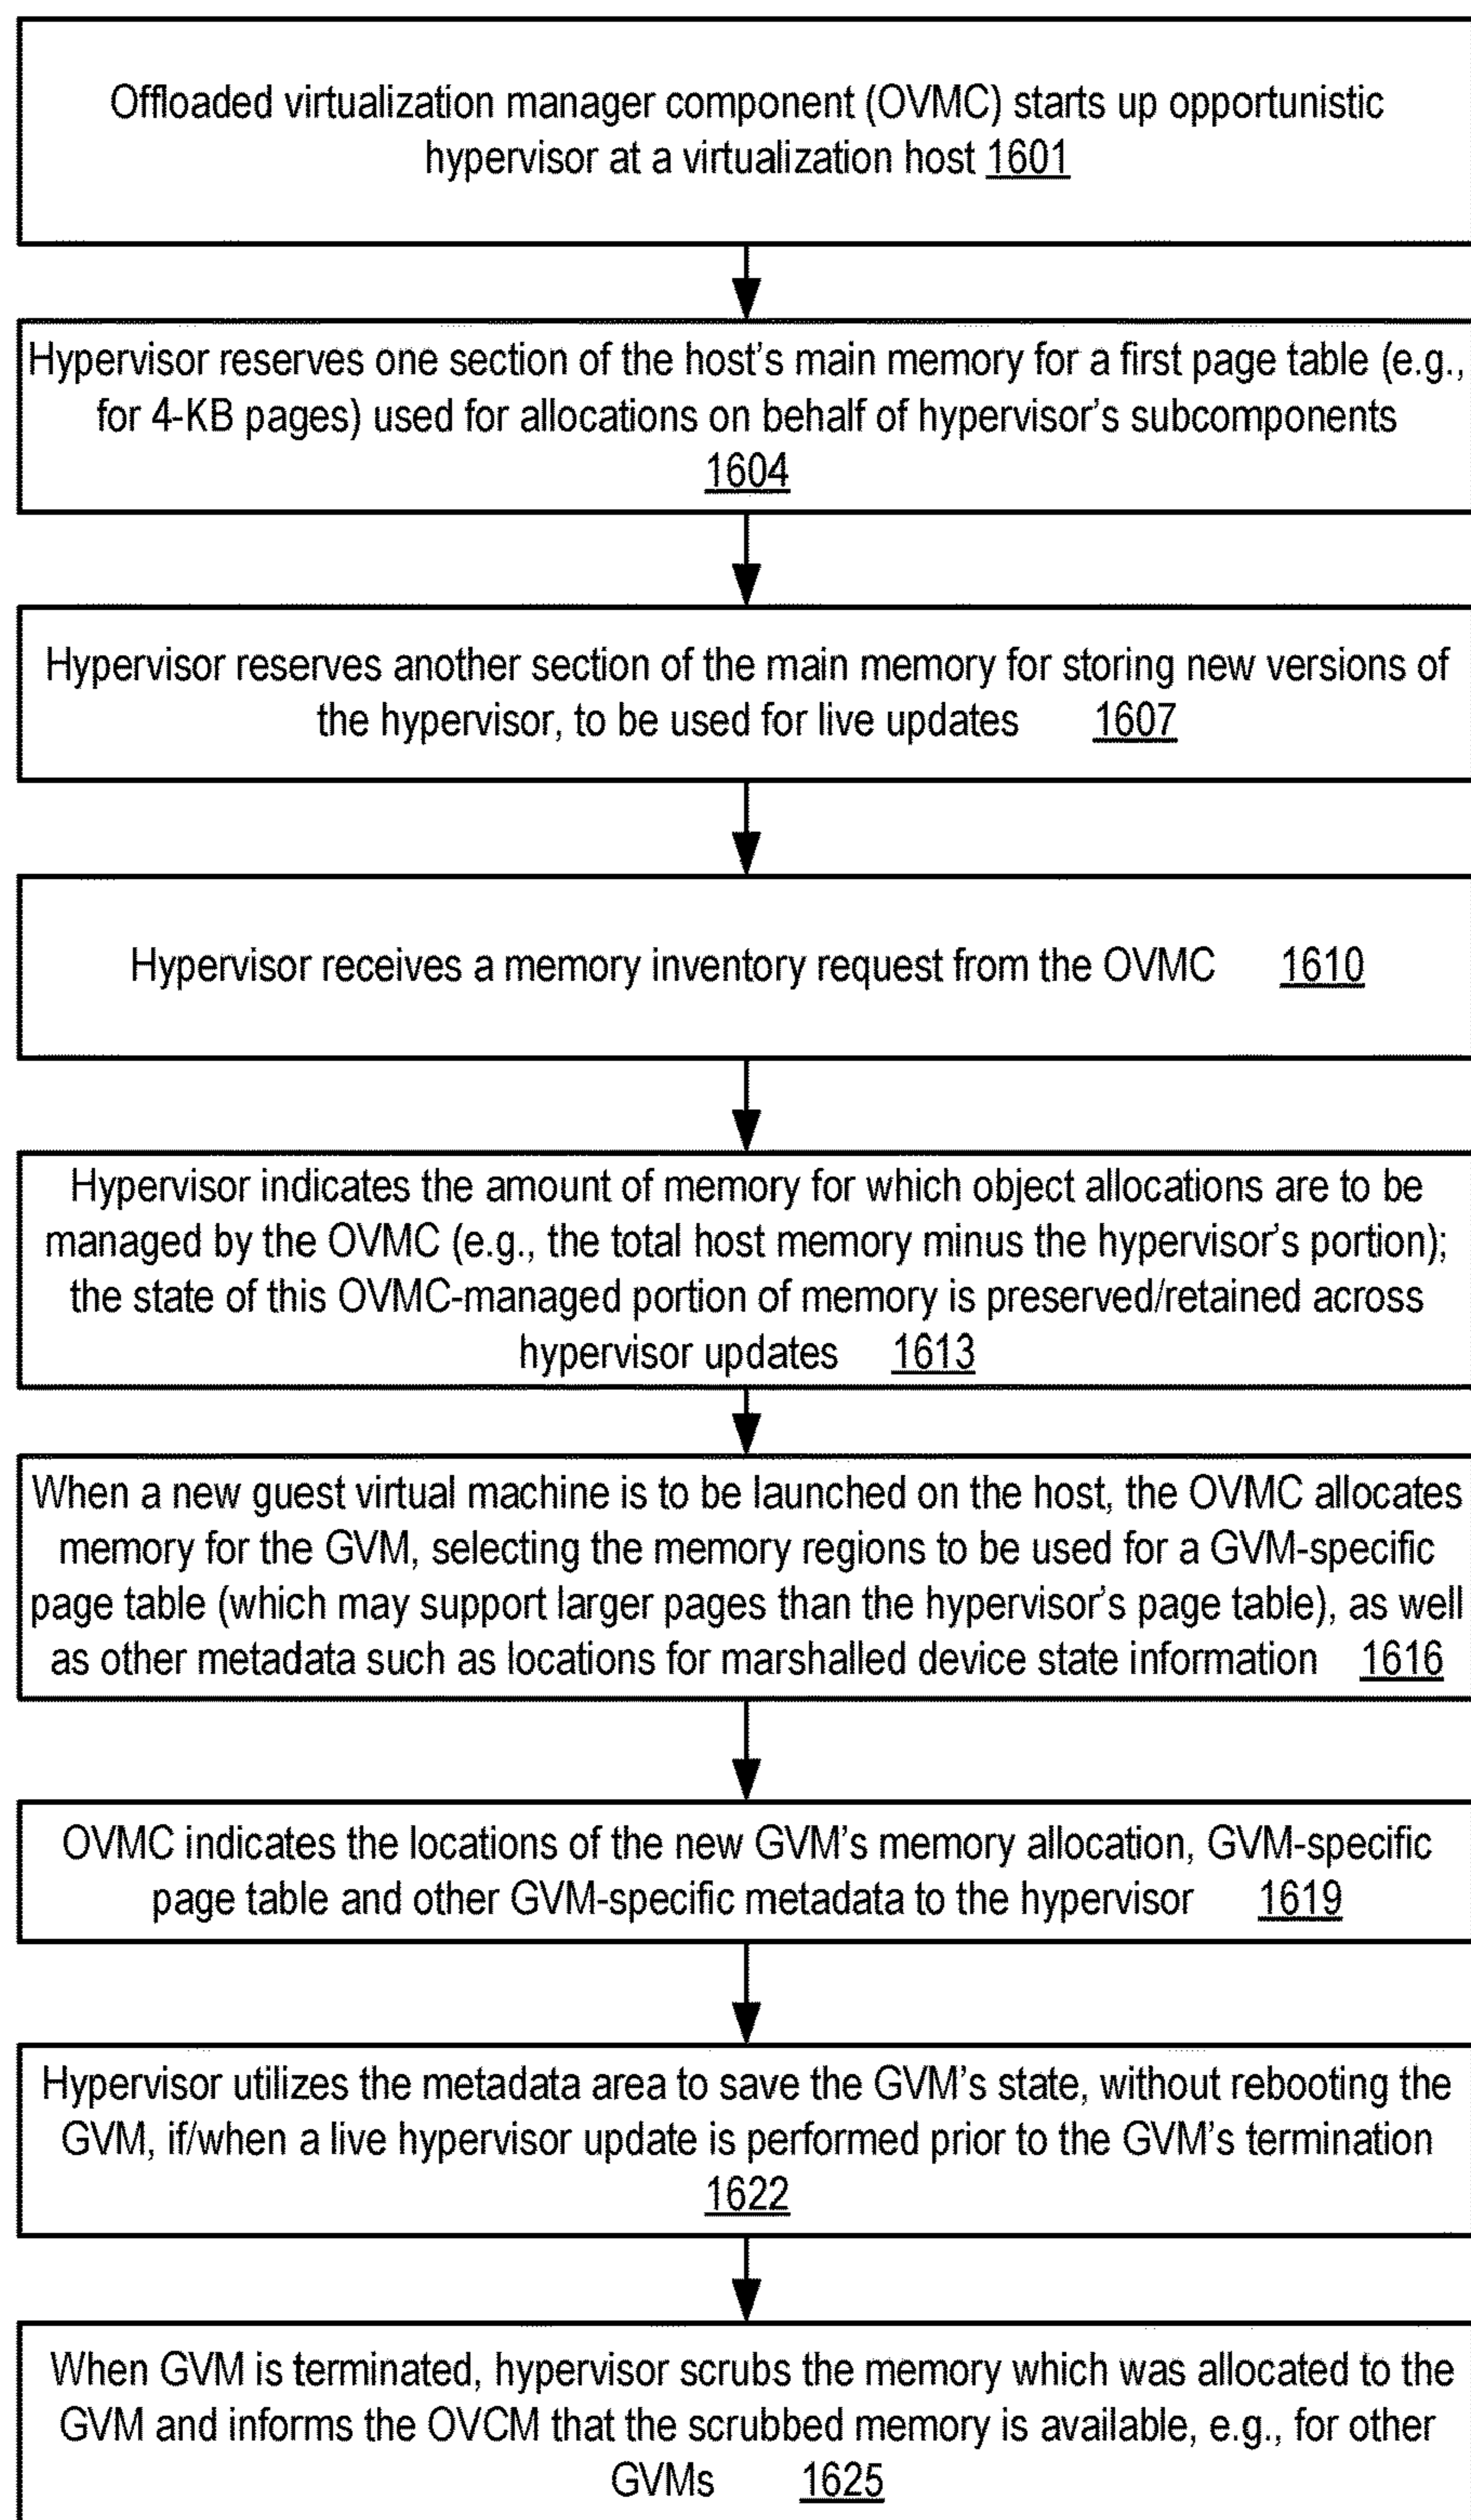 Offloaded virtualization manager component (OVMC) starts up opportunistic
hypervisor at a virtualization host 1601
Hypervisor reserves one section of the host's main memory for a first page table (e.g.,
for 4-KB pages) used for allocations on behalf of hypervisor's subcomponents
1604
Hypervisor reserves another section of the main memory for storing new versions of
the hypervisor, to be used for live updates 1607
Hypervisor receives a memory inventory request from the OVMC 1610
Hypervisor indicates the amount of memory for which object allocations are to be
managed by the OVMC (e.g., the total host memory minus the hypervisor's portion);
the state of this OVMC-managed portion of memory is preserved/retained across
hypervisor updates 1613
When a new guest virtual machine is to be launched on the host, the OVMC allocates
memory for the GVM, selecting the memory regions to be used for a GVM-specific
page table (which may support larger pages than the hypervisor's page table), as well
as other metadata such as locations for marshalled device state information 1616
OVMC indicates the locations of the new GVM's memory allocation, GVM-specific
page table and other GVM-specific metadata to the hypervisor 1619
Hypervisor utilizes the metadata area to save the GVM's state, without rebooting the
GVM, if/when a live hypervisor update is performed prior to the GVM's termination
1622
When GVM is terminated, hypervisor scrubs the memory which was allocated to the
GVM and informs the OVCM that the scrubbed memory is available, e.g., for other
GVMs 1625